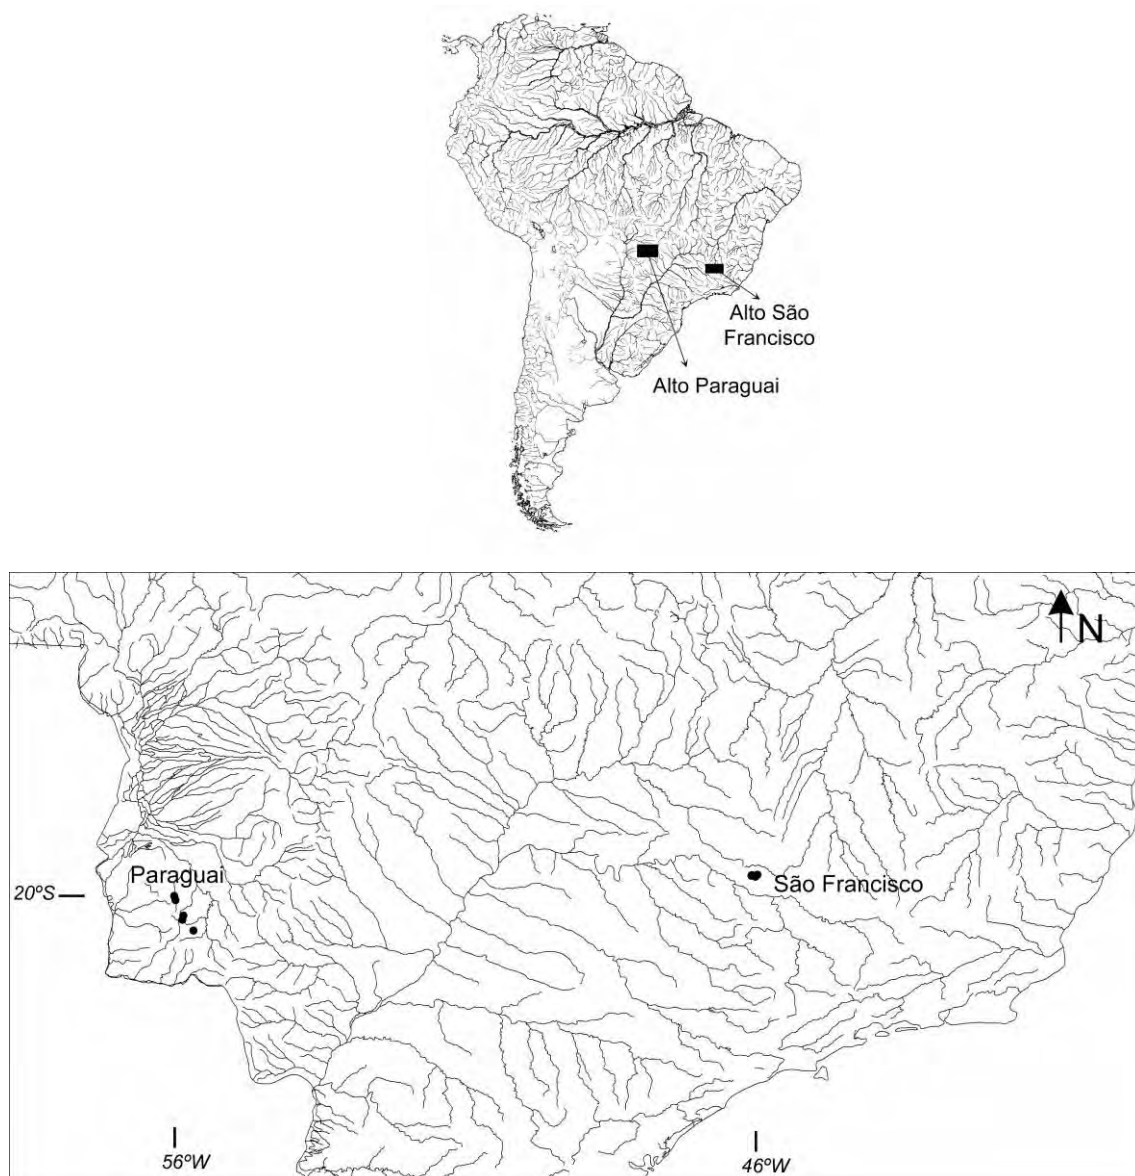 Alto São
Francisco
Alto Paraguai
N
Paraguai
20ºS
São Francisco
56ºW
46ºW